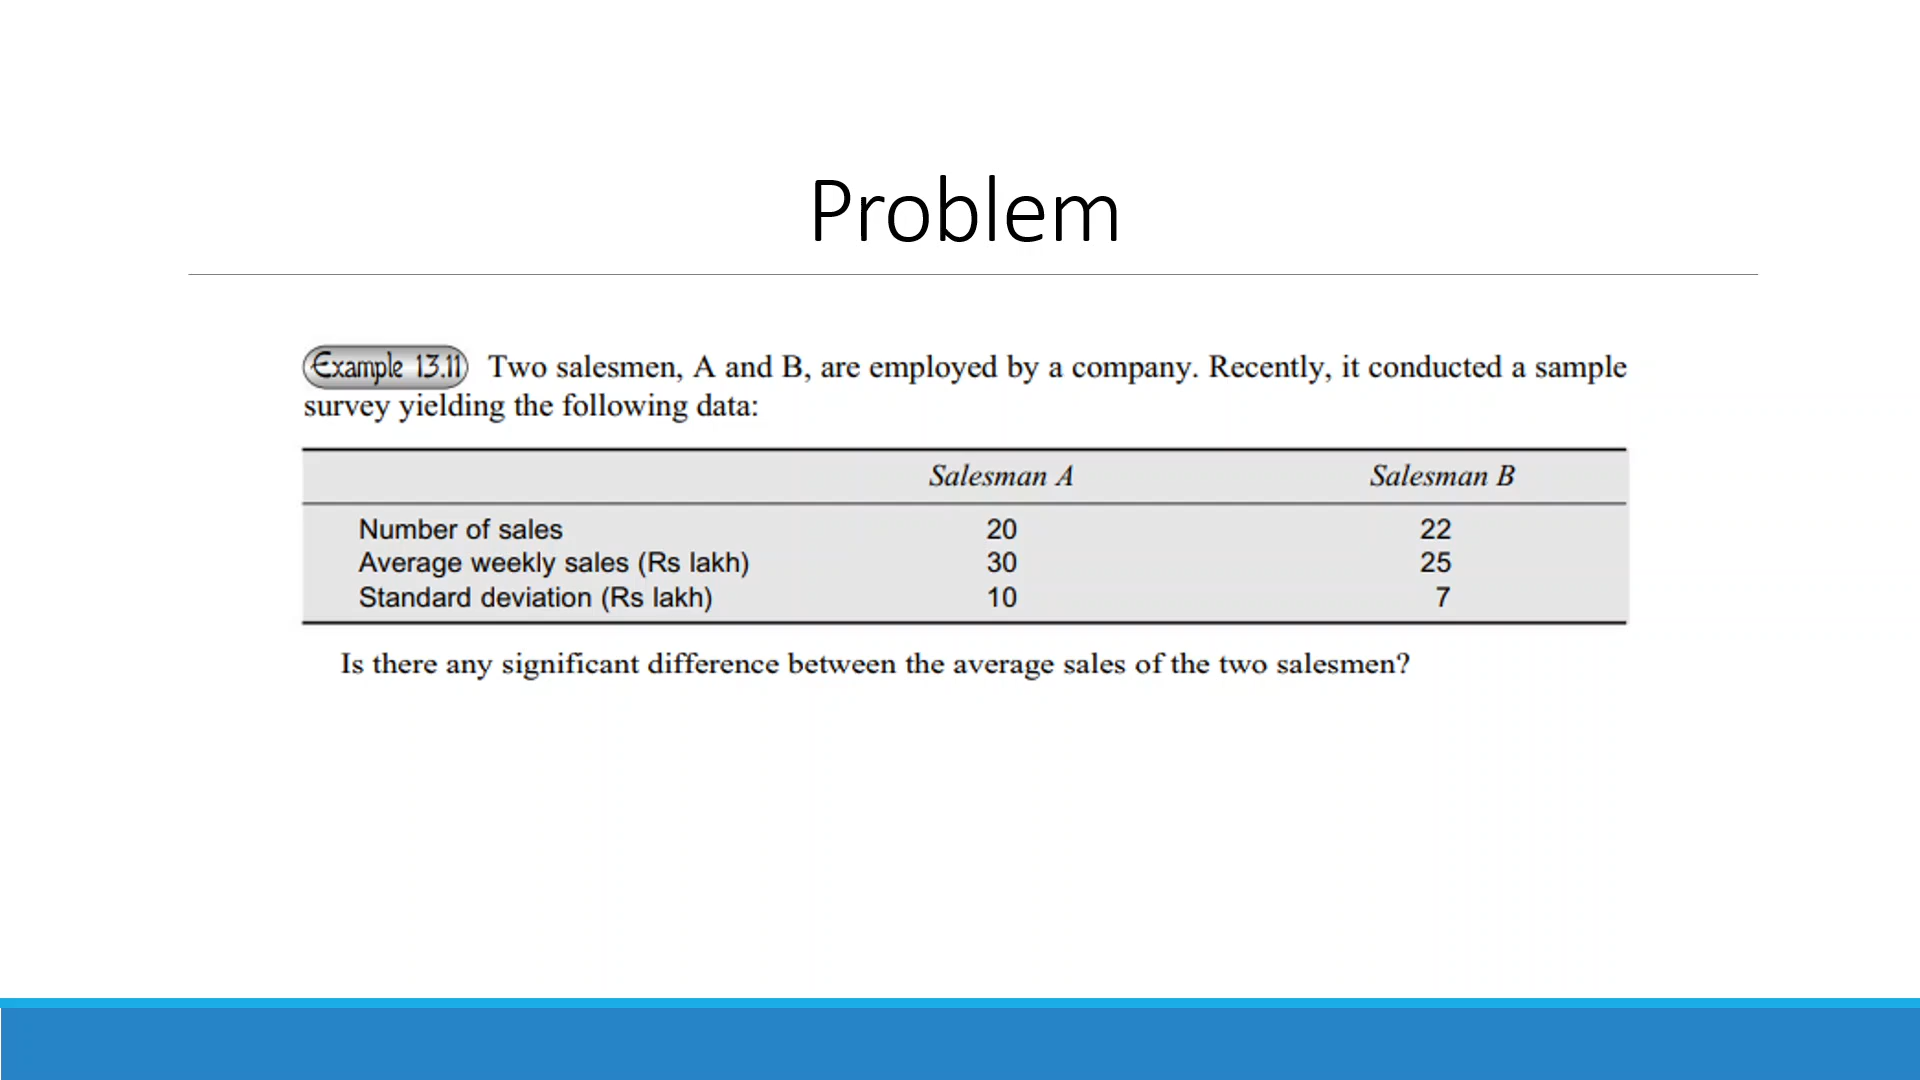 Problem
Example 13.11 Two salesmen, A and B, are employed by a company. Recently, it conducted a sample
survey yielding the following data:
Salesman A Salesman B
Number of sales 20 22
Average weekly sales (Rs lakh) 30 25
Standard deviation (Rs lakh) 10 7
Is there any significant difference between the average sales of the two salesmen?